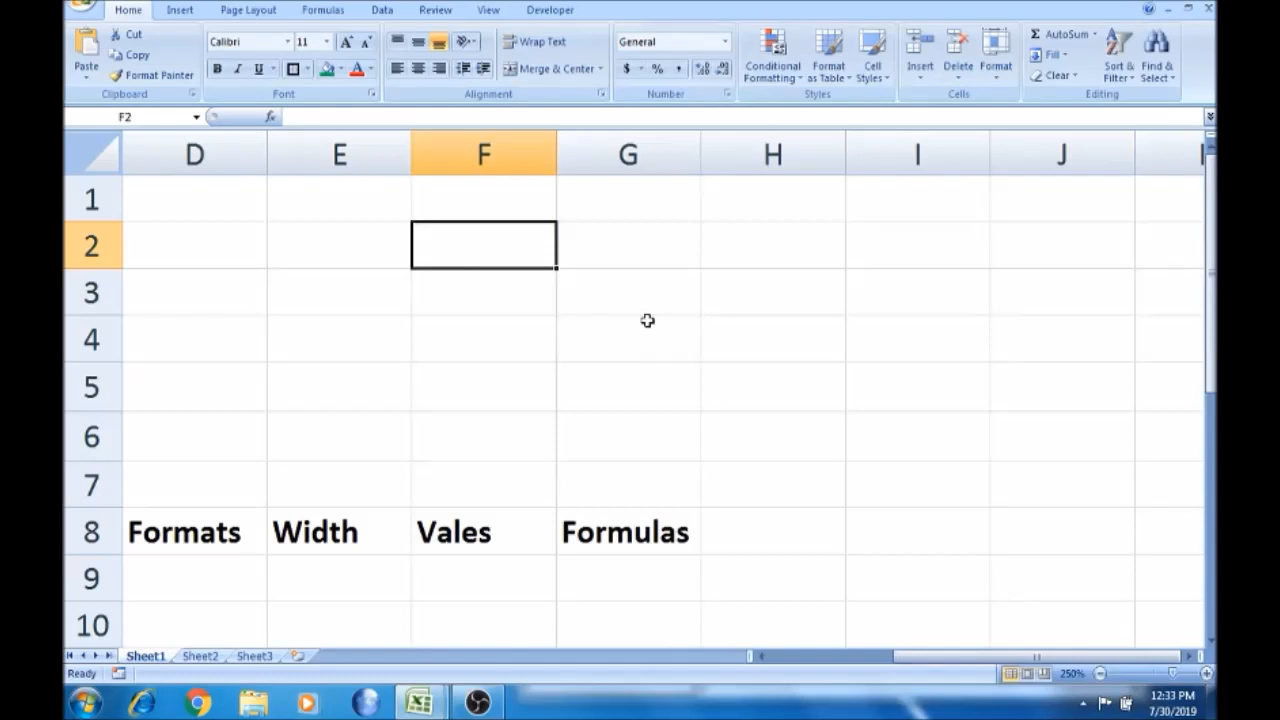 Home Insert Page Layout Formulas Data Review View Developer
Paste Cut Copy Format Painter
Calibri 11
B I U A
Wrap Text
Merge & Center
General
$ % ,
Conditional Formatting Format as Table Cell Styles
Insert Delete Format
Σ AutoSum Fill Clear
Sort & Filter Find & Select
Clipboard Font Alignment Number Styles Cells Editing
F2 fx
D E F G H I J
1
2
3
4
5
6
7
8 Formats Width Vales Formulas
9
10
Sheet1 Sheet2 Sheet3
Ready 250%
12:33 PM
7/30/2019